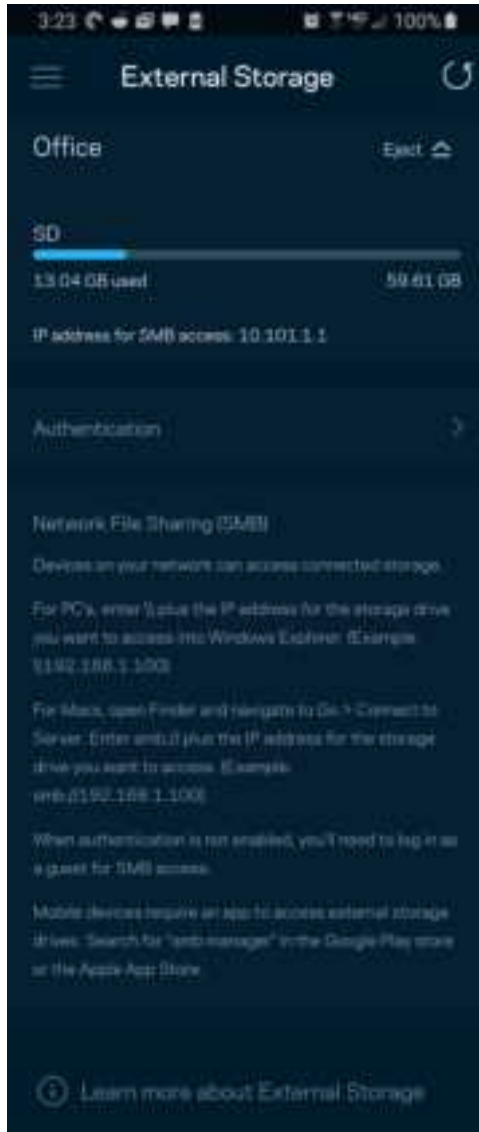 3:23
100%
External Storage
Office
Eject
SD
13.04 GB used
59.61 GB
IP address for SMB access: 10.101.1.1
Authentication
Network File Sharing (SMB)
Devices on your network can access connected storage.
For PC's, enter \\ plus the IP address for the storage drive
you want to access into Windows Explorer. (Example:
\\192.168.1.100)
For Macs, open Finder and navigate to Go > Connect to
Server. Enter smb:// plus the IP address for the storage
drive you want to access. (Example:
smb://192.168.1.100)
When authentication is not enabled, you'll need to log in as
a guest for SMB access.
Mobile devices require an app to access external storage
drives. Search for "smb manager" in the Google Play store
or the Apple App Store.
Learn more about External Storage